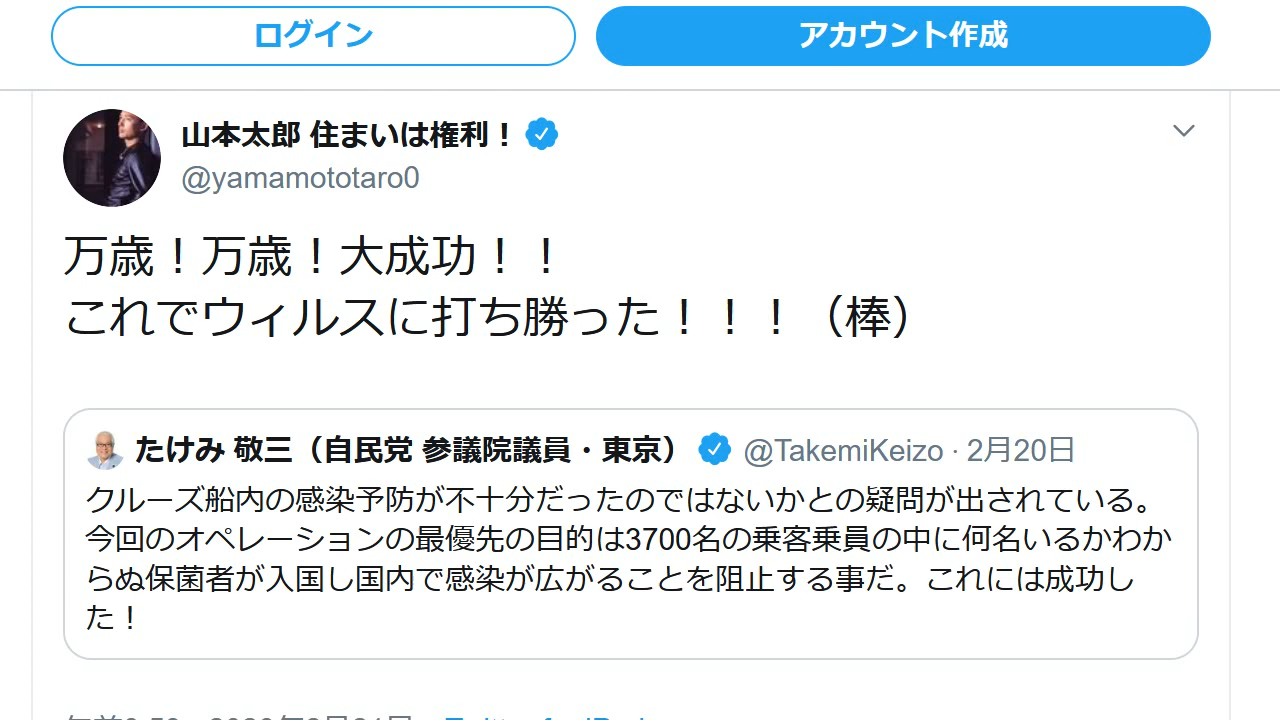 ログイン
アカウント作成
山本太郎 住まいは権利！
@yamamototaro0
万歳！万歳！大成功！！
これでウィルスに打ち勝った！！！（棒）
たけみ 敬三（自民党 参議院議員・東京） @TakemiKeizo · 2月20日
クルーズ船内の感染予防が不十分だったのではないかとの疑問が出されている。
今回のオペレーションの最優先の目的は3700名の乗客乗員の中に何名いるかわか
らぬ保菌者が入国し国内で感染が広がることを阻止する事だ。これには成功し
た！